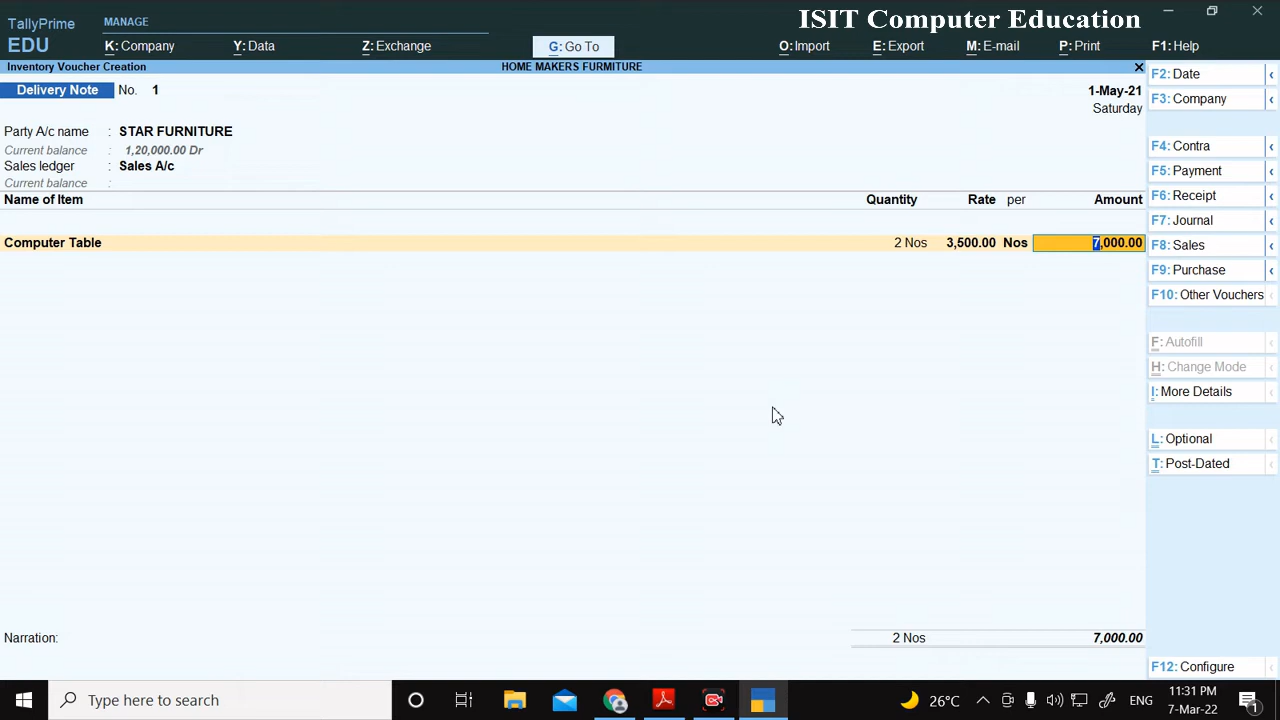 TallyPrime
EDU
MANAGE
ISIT Computer Education
K: Company
Y: Data
Z: Exchange
G: Go To
O: Import
E: Export
M: E-mail
P: Print
F1: Help
Inventory Voucher Creation
HOME MAKERS FURMITURE
Delivery Note No. 1
1-May-21
Saturday
Party A/c name : STAR FURNITURE
Current balance : 1,20,000.00 Dr
Sales ledger : Sales A/c
Current balance :
Name of Item Quantity Rate per Amount
Computer Table 2 Nos 3,500.00 Nos 7,000.00
Narration: 2 Nos 7,000.00
F2: Date
F3: Company
F4: Contra
F5: Payment
F6: Receipt
F7: Journal
F8: Sales
F9: Purchase
F10: Other Vouchers
F: Autofill
H: Change Mode
I: More Details
L: Optional
T: Post-Dated
F12: Configure
Type here to search
26°C
ENG
11:31 PM
7-Mar-22
1